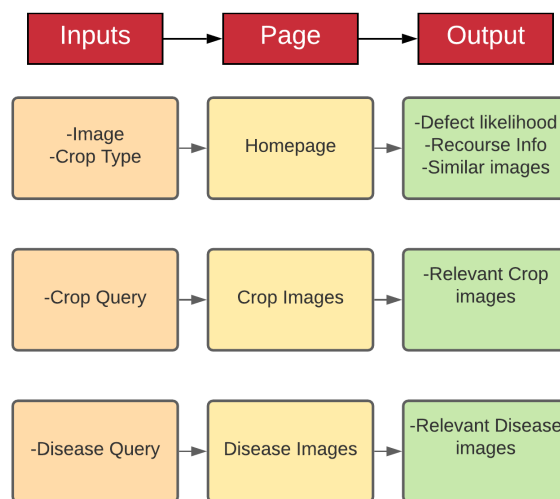 Inputs
Page
Output
-Image
-Crop Type
Homepage
-Defect likelihood
-Recourse Info
-Similar images
-Crop Query
Crop Images
-Relevant Crop
images
-Disease Query
Disease Images
-Relevant Disease
images